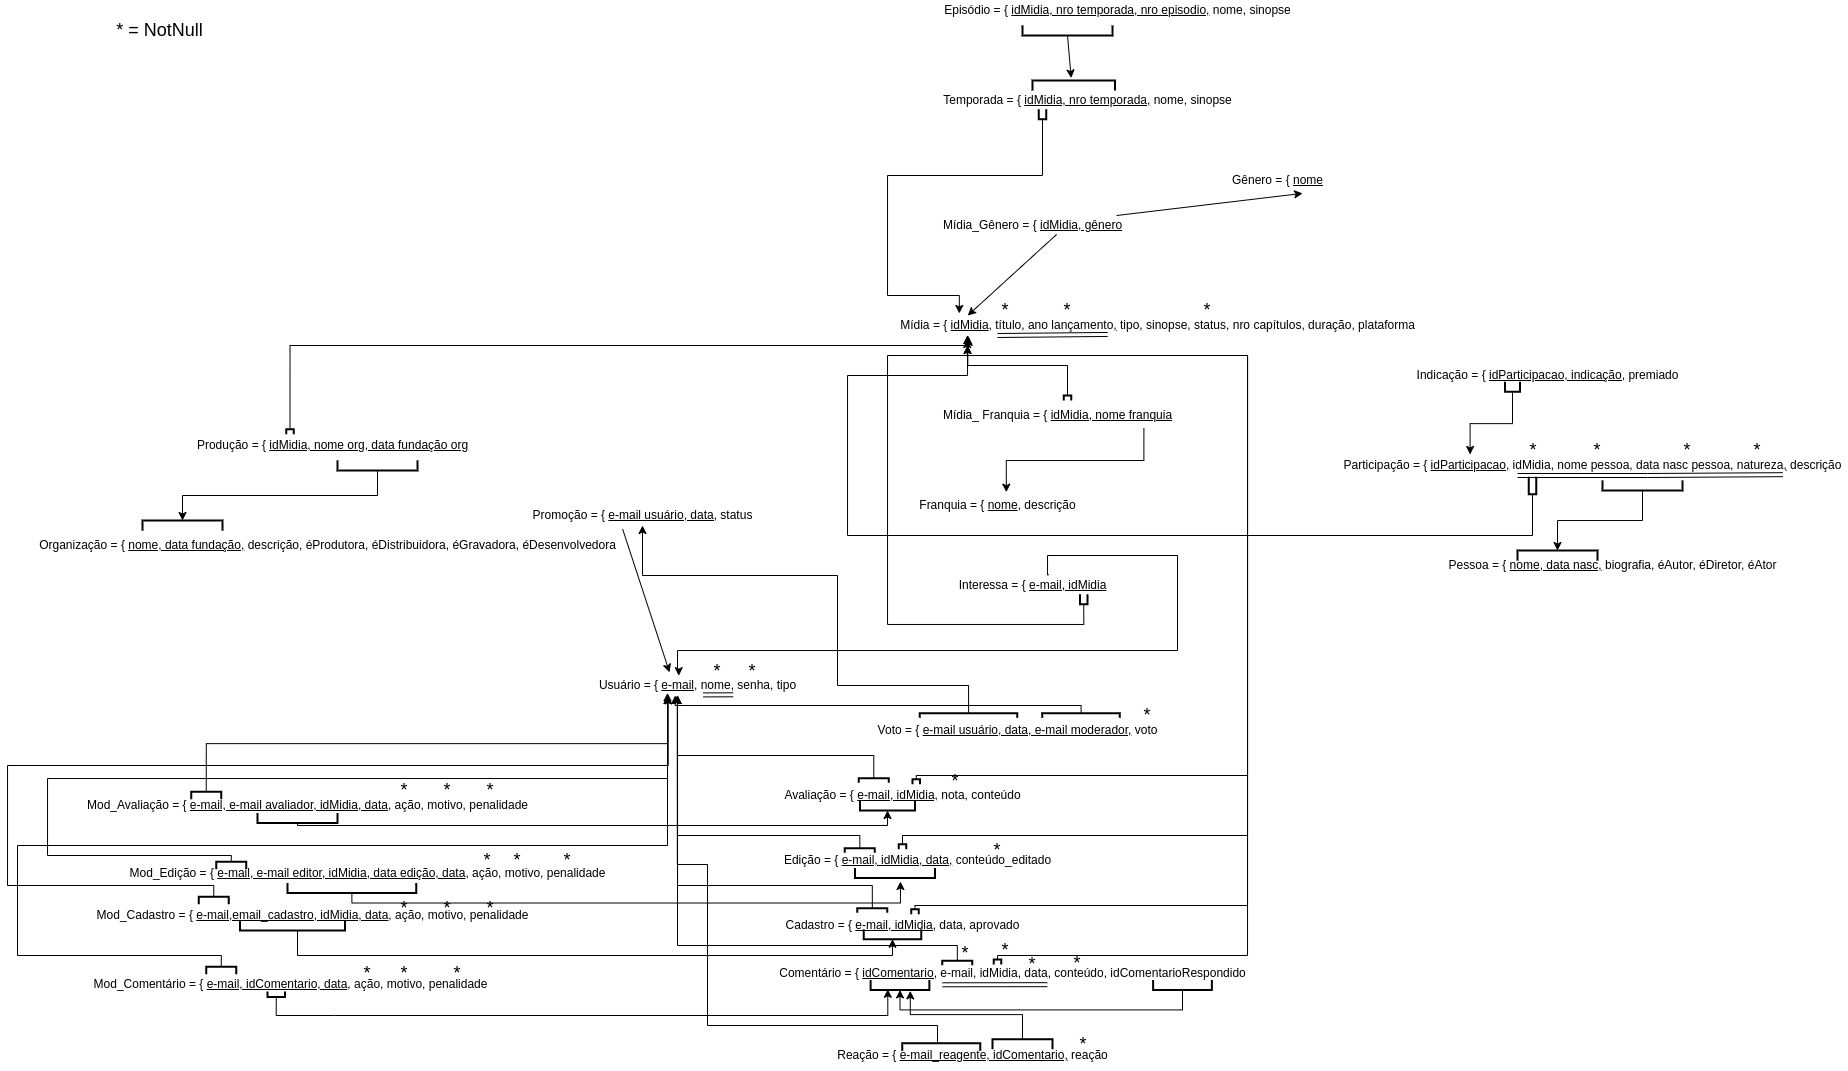 Episódio = { idMidia, nro temporada, nro episodio, nome, sinopse
* = NotNull
Temporada = { idMidia, nro temporada, nome, sinopse
Gênero = { nome
Mídia_Gênero = { idMidia, gênero
* * *
Mídia = { idMidia, título, ano lançamento, tipo, sinopse, status, nro capítulos, duração, plataforma
Indicação = { idParticipacao, indicação, premiado
Mídia_ Franquia = { idMidia, nome franquia
Produção = { idMidia, nome org, data fundação org
* * * *
Participação = { idParticipacao, idMidia, nome pessoa, data nasc pessoa, natureza, descrição
Franquia = { nome, descrição
Promoção = { e-mail usuário, data, status
Organização = { nome, data fundação, descrição, éProdutora, éDistribuidora, éGravadora, éDesenvolvedora
Pessoa = { nome, data nasc, biografia, éAutor, éDiretor, éAtor
Interessa = { e-mail, idMidia
* *
Usuário = { e-mail, nome, senha, tipo
*
Voto = { e-mail usuário, data, e-mail moderador, voto
*
Avaliação = { e-mail, idMidia, nota, conteúdo
* * *
Mod_Avaliação = { e-mail, e-mail avaliador, idMidia, data, ação, motivo, penalidade
*
Edição = { e-mail, idMidia, data, conteúdo_editado
* * *
Mod_Edição = { e-mail, e-mail editor, idMidia, data edição, data, ação, motivo, penalidade
* * *
Mod_Cadastro = { e-mail,email_cadastro, idMidia, data, ação, motivo, penalidade
Cadastro = { e-mail, idMidia, data, aprovado
* * * *
Comentário = { idComentario, e-mail, idMidia, data, conteúdo, idComentarioRespondido
* * *
Mod_Comentário = { e-mail, idComentario, data, ação, motivo, penalidade
*
Reação = { e-mail_reagente, idComentario, reação